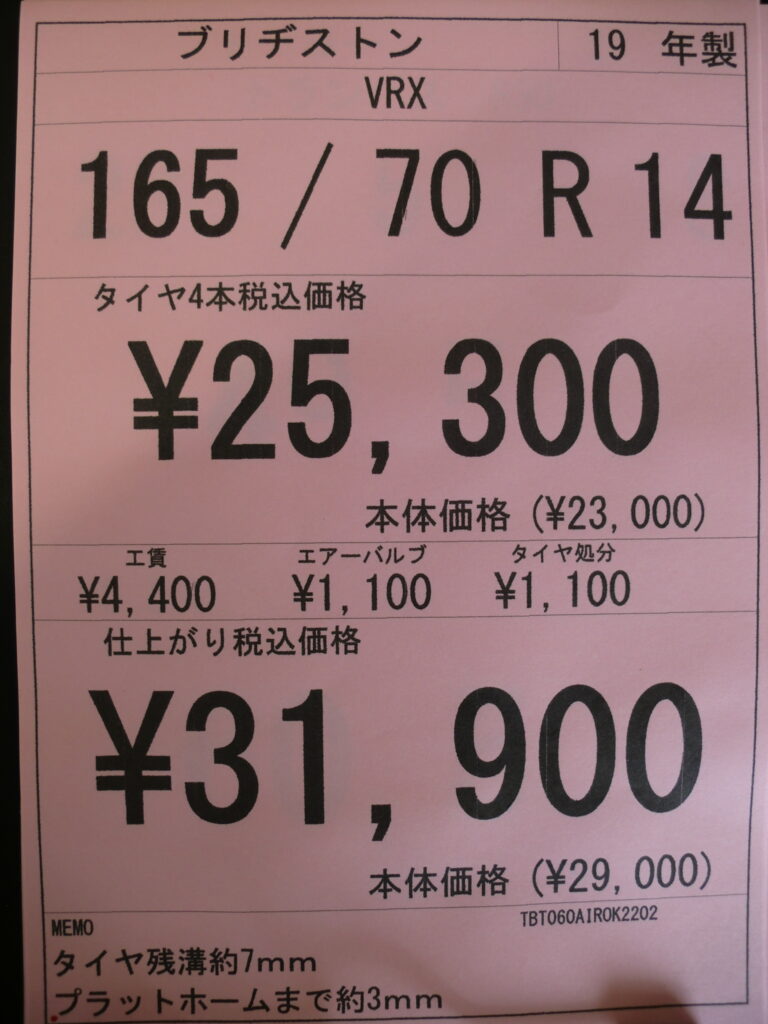 ブリヂストン 19 年製
VRX
165 / 70 R 14
タイヤ4本税込価格
¥25,300
本体価格 (¥23,000)
工賃 エアーバルブ タイヤ処分
¥4,400 ¥1,100 ¥1,100
仕上がり税込価格
¥31,900
本体価格 (¥29,000)
MEMO TBT060AIROK2202
タイヤ残溝約7mm
プラットホームまで約3mm